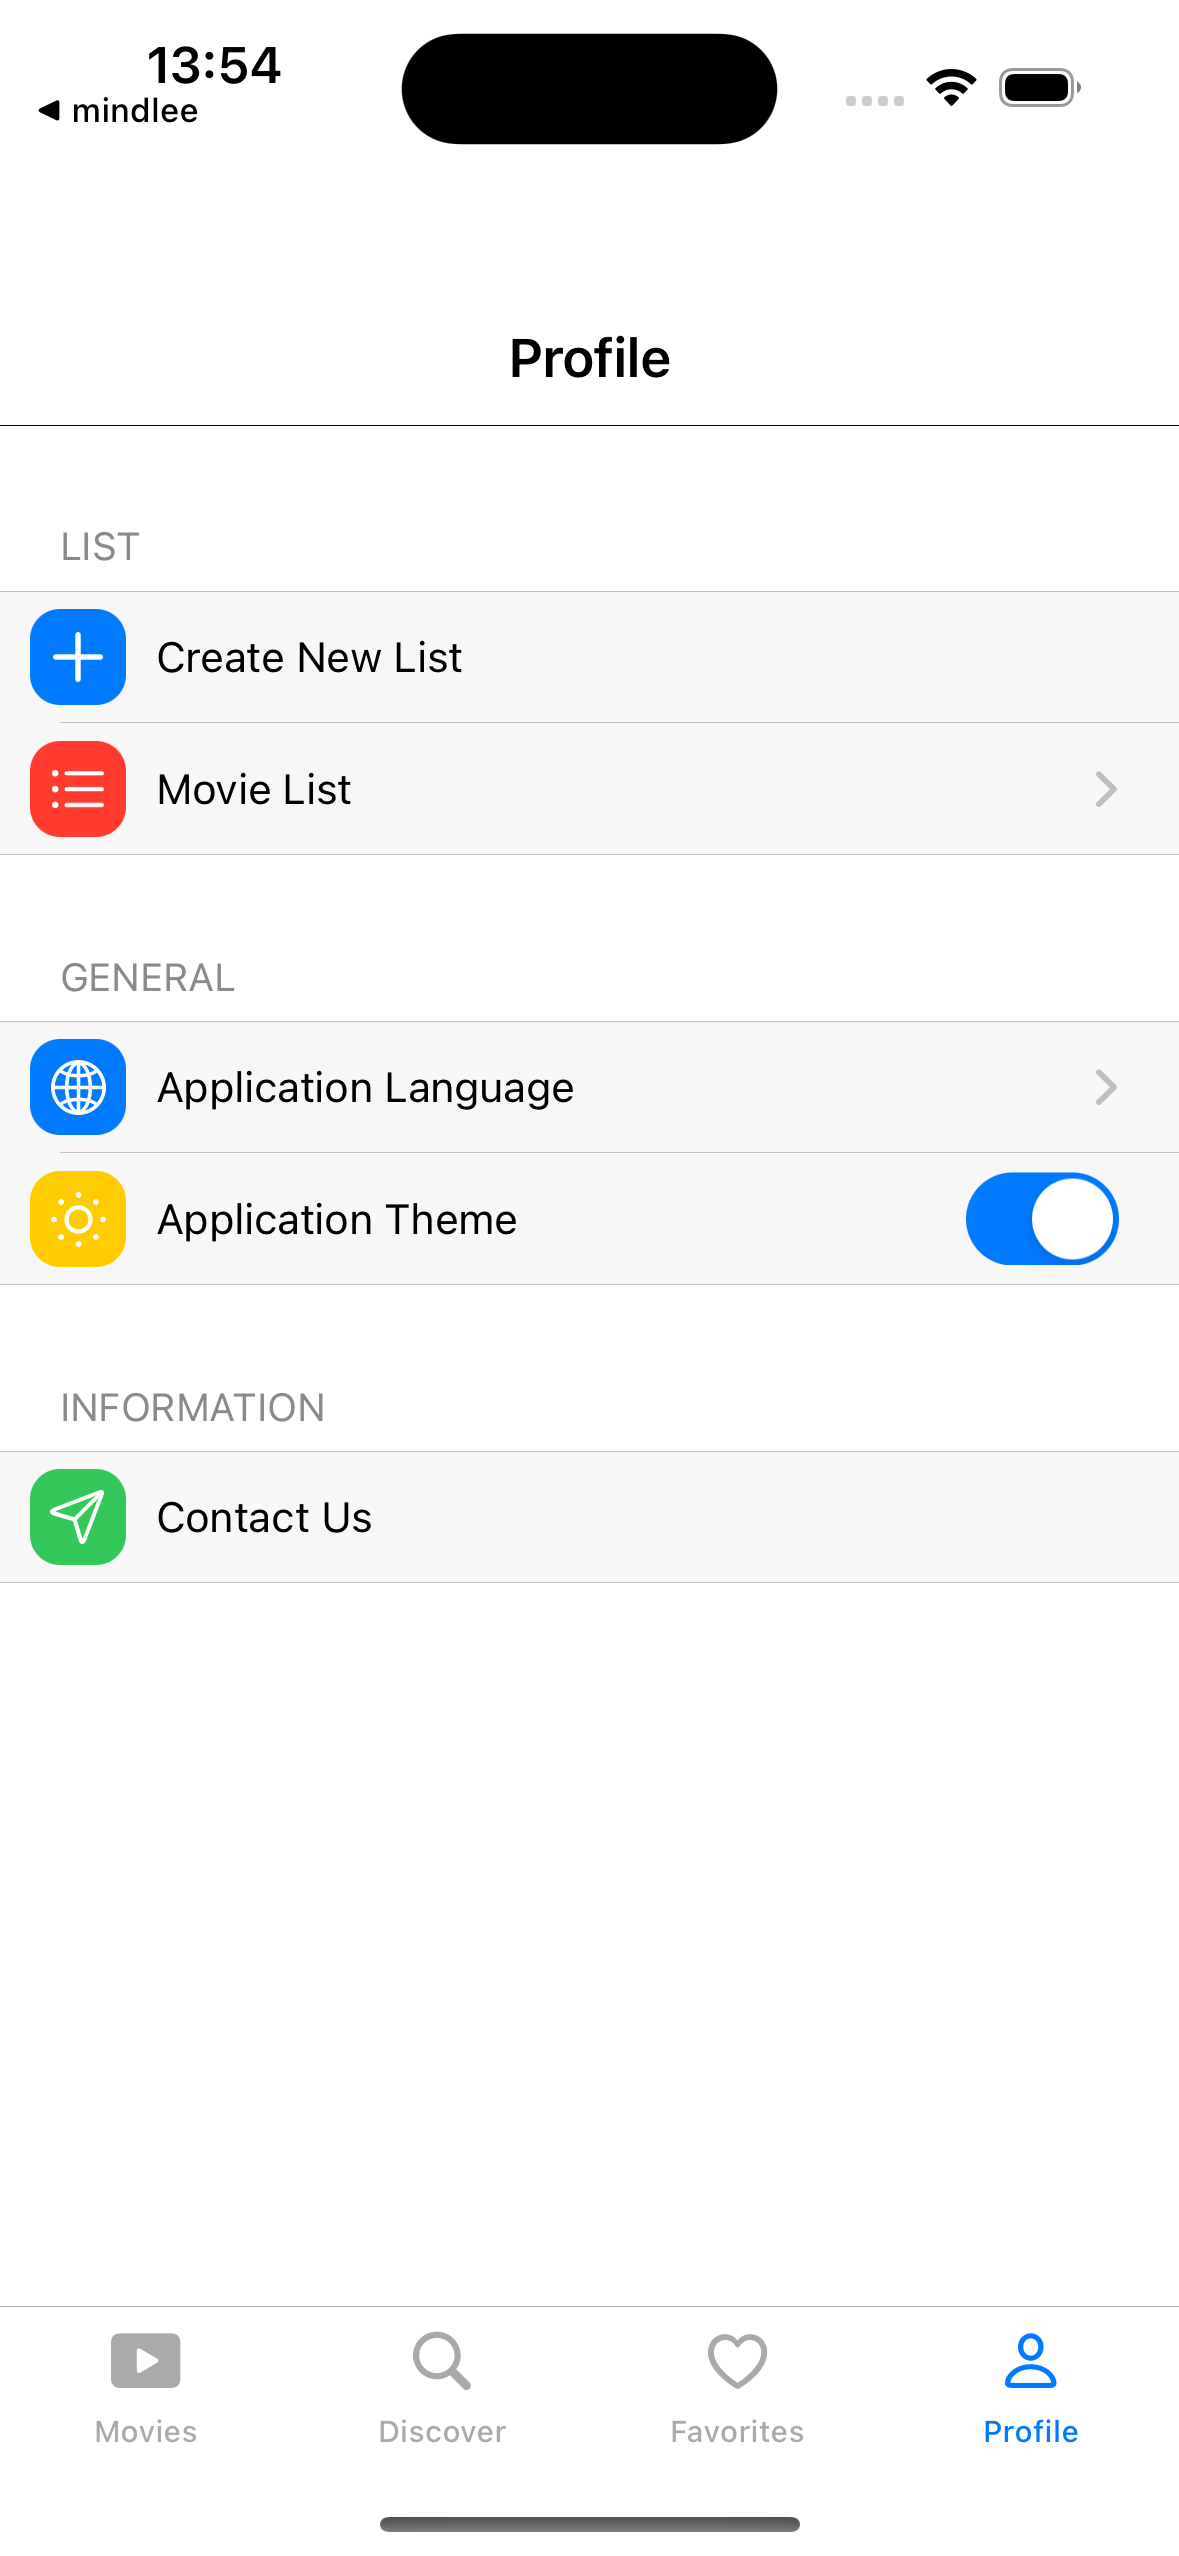 13:54
mindlee
Profile
LIST
Create New List
Movie List
GENERAL
Application Language
Application Theme
INFORMATION
Contact Us
Movies
Discover
Favorites
Profile